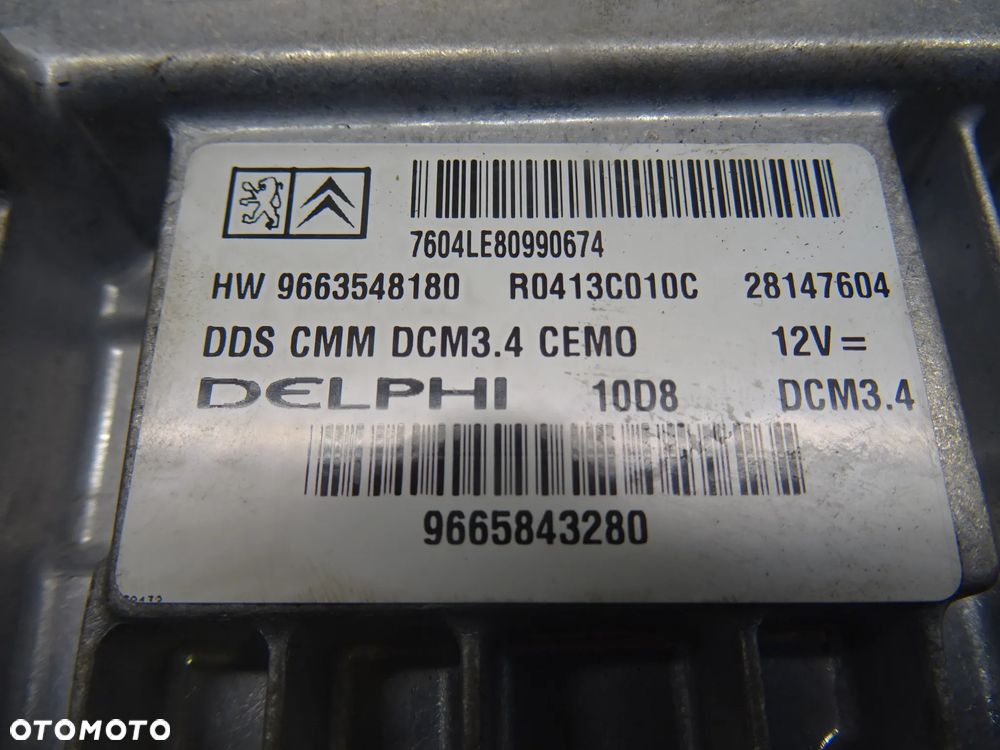 7604LE80990674
HW 9663548180 R0413C010C 28147604
DDS CMM DCM3.4 CEMO 12V =
DELPHI 10D8 DCM3.4
9665843280
OTOMOTO